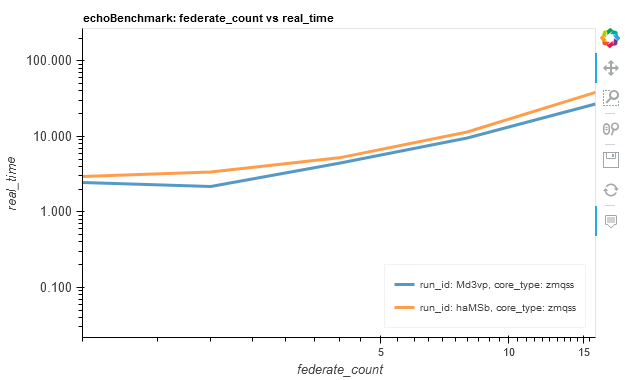 echoBenchmark: federate_count vs real_time
100.000
10.000
1.000
0.100
real_time
run_id: Md3vp, core_type: zmqss
run_id: haMSb, core_type: zmqss
5
10
15
federate_count